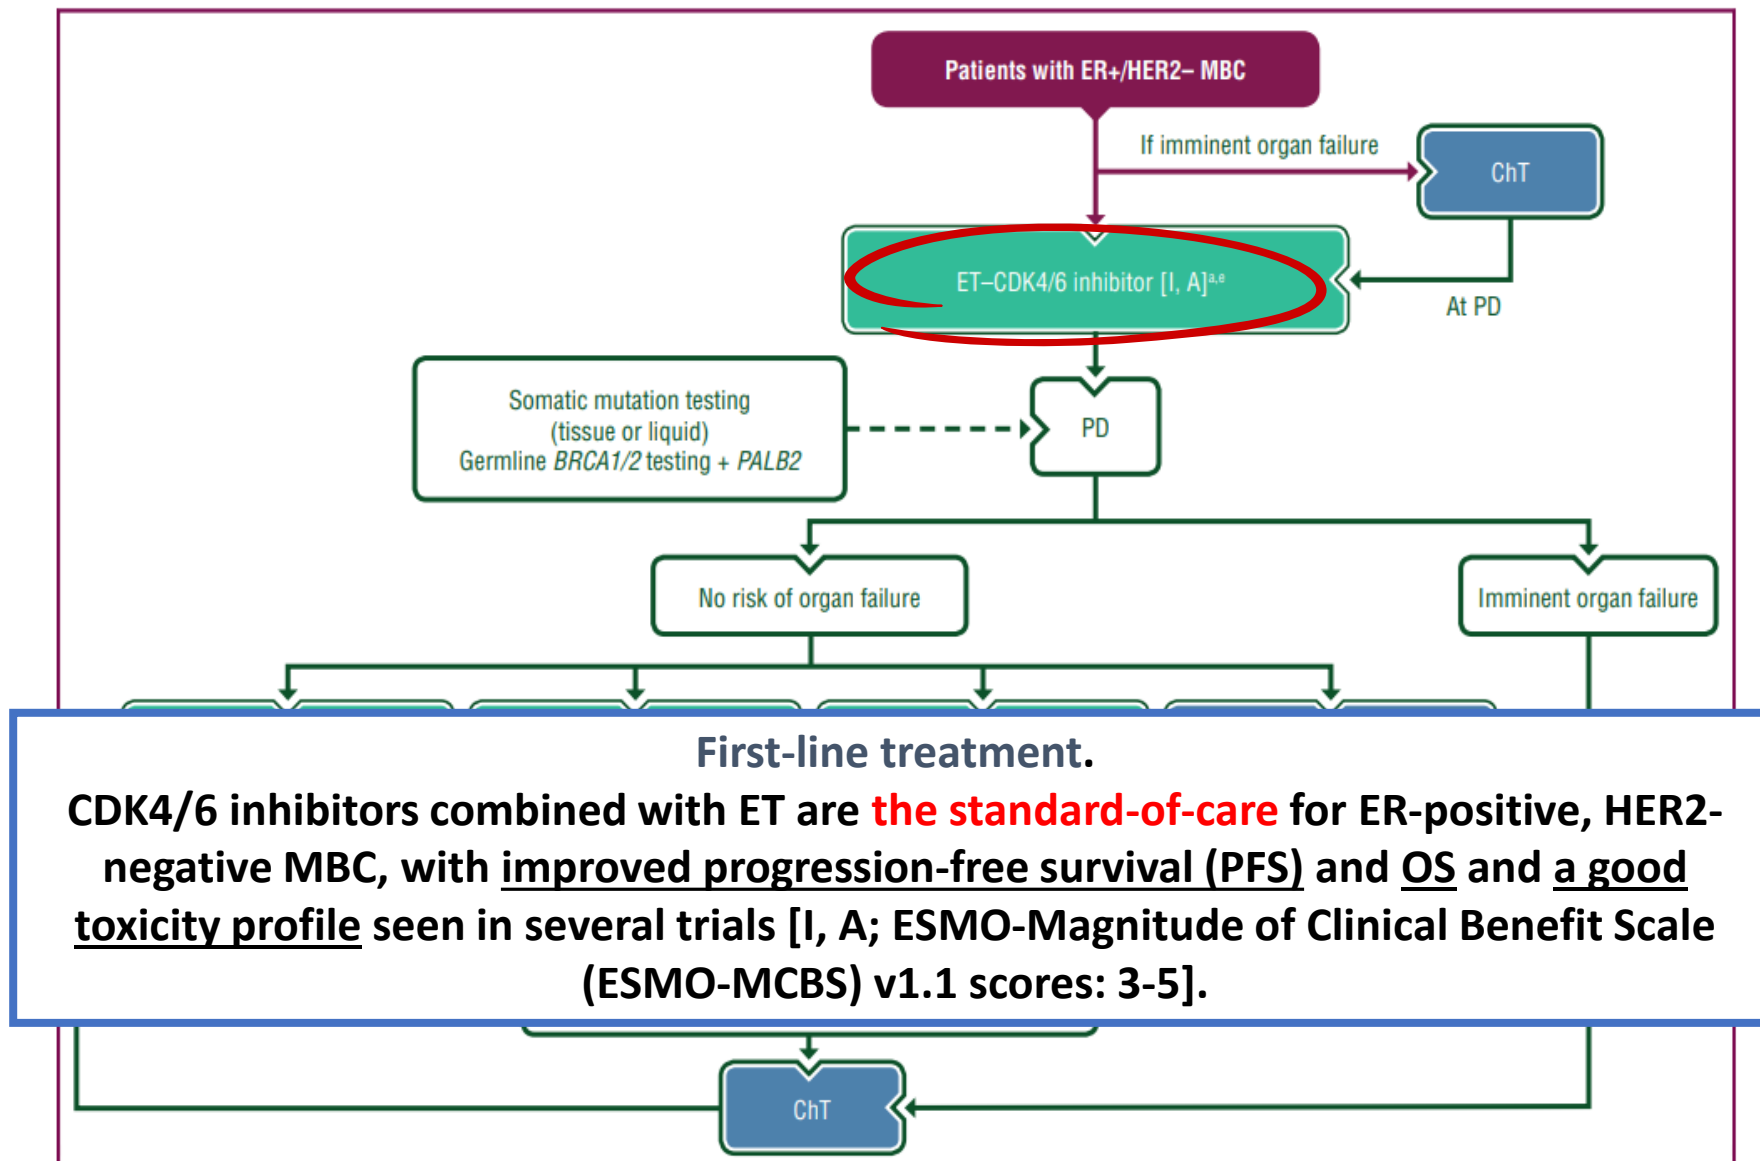 Patients with ER+/HER2– MBC
If imminent organ failure
ChT
ET–CDK4/6 inhibitor [I, A]a,e
At PD
Somatic mutation testing
(tissue or liquid)
Germline BRCA1/2 testing + PALB2
PD
No risk of organ failure
Imminent organ failure
First-line treatment.
CDK4/6 inhibitors combined with ET are the standard-of-care for ER-positive, HER2-
negative MBC, with improved progression-free survival (PFS) and OS and a good
toxicity profile seen in several trials [I, A; ESMO-Magnitude of Clinical Benefit Scale
(ESMO-MCBS) v1.1 scores: 3-5].
ChT